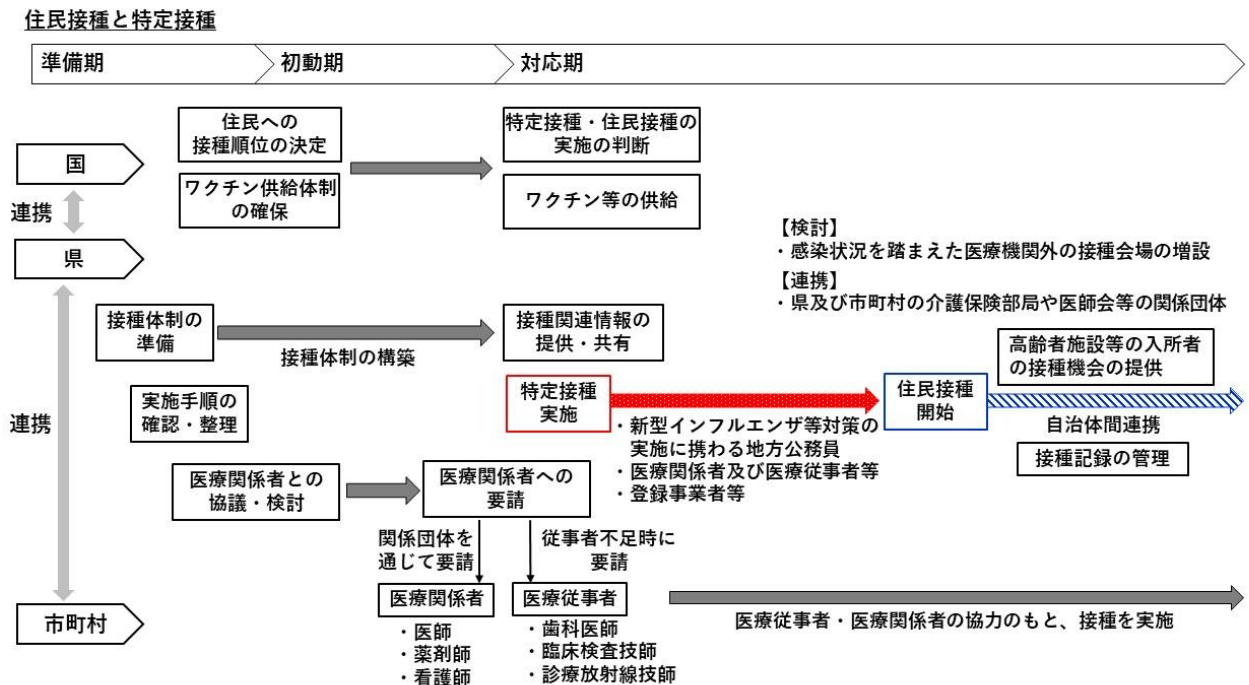 住民接種と特定接種
準備期
初動期
対応期
住民への
接種順位の決定
特定接種・住民接種の
実施の判断
国
ワクチン供給体制
の確保
ワクチン等の供給
連携
県
【検討】
・感染状況を踏まえた医療機関外の接種会場の増設
【連携】
・県及び市町村の介護保険部局や医師会等の関係団体
接種体制の
準備
接種体制の構築
接種関連情報の
提供・共有
高齢者施設等の入所者
の接種機会の提供
実施手順の
確認・整理
特定接種
実施
住民接種
開始
連携
・新型インフルエンザ等対策の
実施に携わる地方公務員
・医療関係者及び医療従事者等
・登録事業者等
自治体間連携
接種記録の管理
医療関係者との
協議・検討
医療関係者への
要請
関係団体を
通じて要請
従事者不足時に
要請
医療関係者
医療従事者
市町村
・医師
・薬剤師
・看護師
・歯科医師
・臨床検査技師
・診療放射線技師
医療従事者・医療関係者の協力のもと、接種を実施